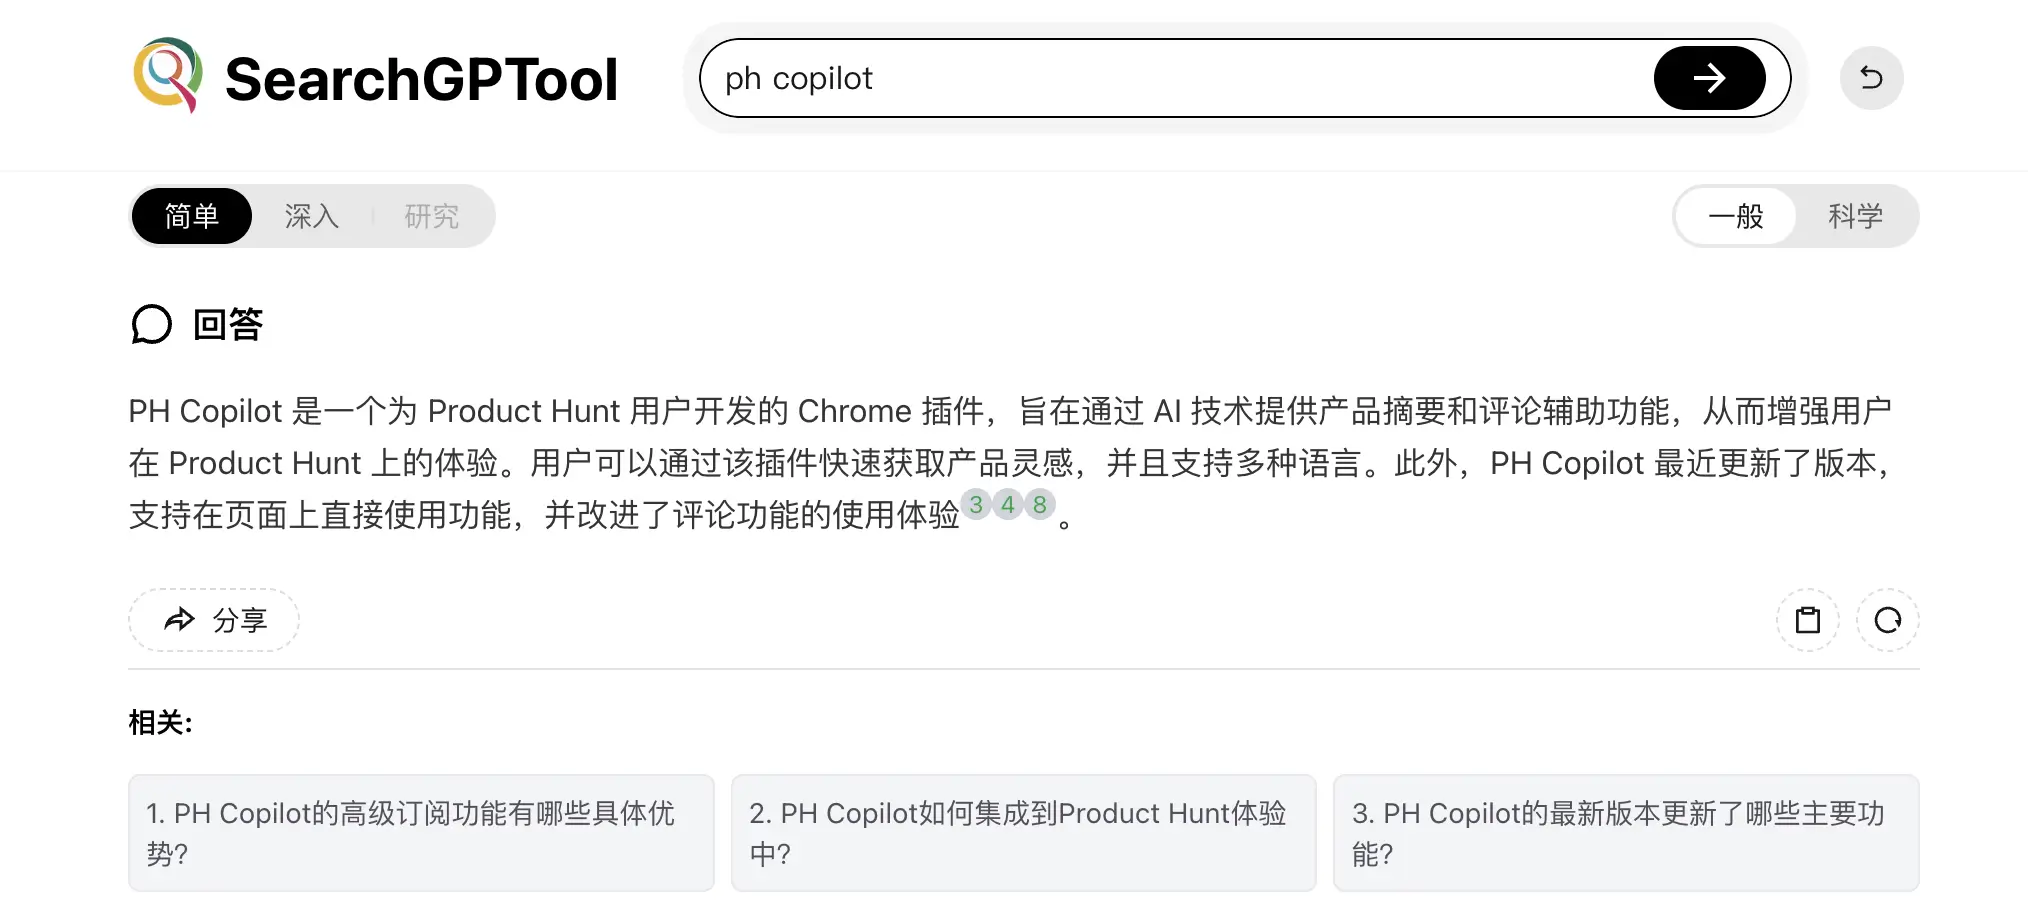 SearchGPTool
ph copilot
简单
深入
研究
一般
科学
回答
PH Copilot 是一个为 Product Hunt 用户开发的 Chrome 插件，旨在通过 AI 技术提供产品摘要和评论辅助功能，从而增强用户
在 Product Hunt 上的体验。用户可以通过该插件快速获取产品灵感，并且支持多种语言。此外，PH Copilot 最近更新了版本，
支持在页面上直接使用功能，并改进了评论功能的使用体验 3 4 8 。
分享
相关:
1. PH Copilot的高级订阅功能有哪些具体优
势?
2. PH Copilot如何集成到Product Hunt体验
中?
3. PH Copilot的最新版本更新了哪些主要功
能?